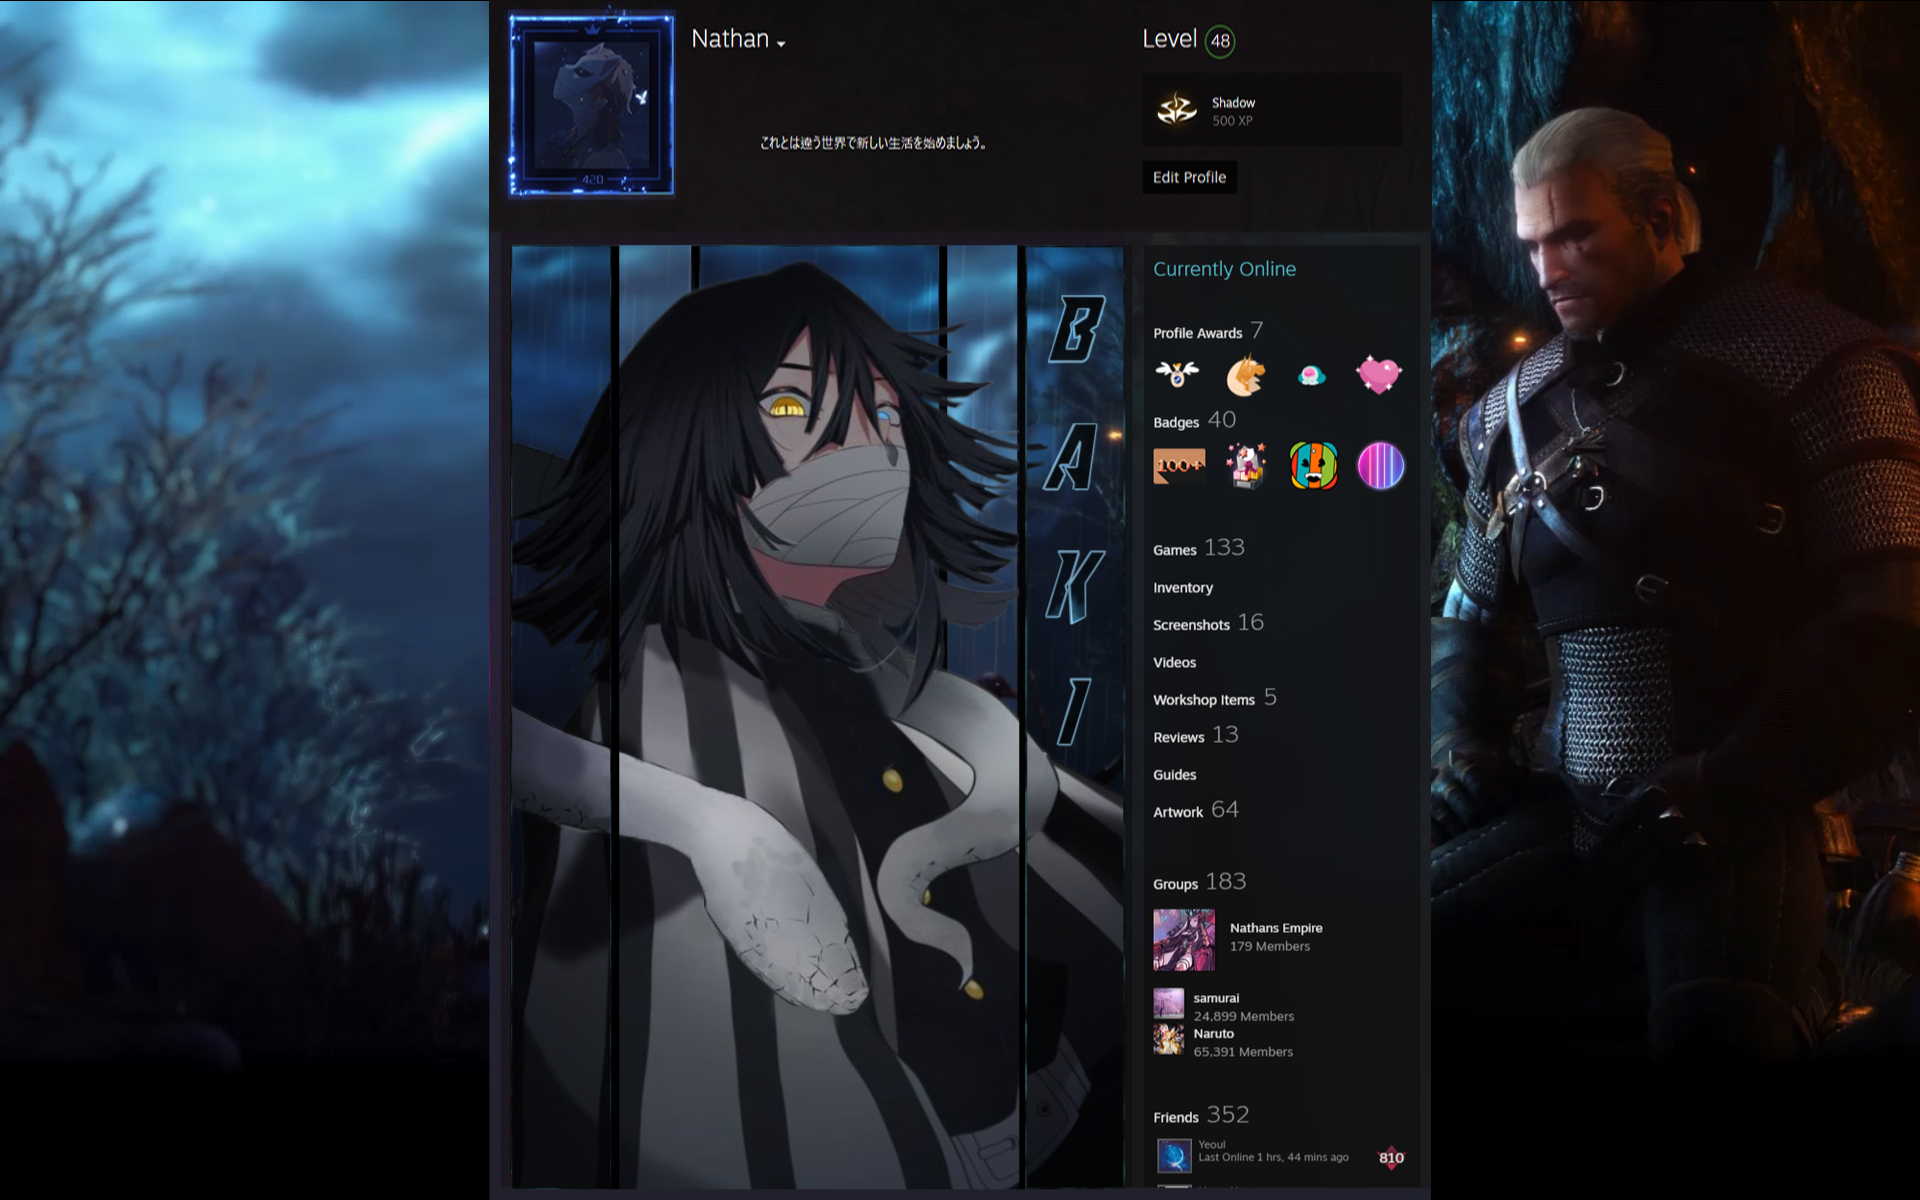 Nathan
420
これとは違う世界で新しい生活を始めましょう。
Level 48
Shadow
500 XP
Edit Profile
B
A
K
I
Currently Online
Profile Awards 7
Badges 40
100+
Games 133
Inventory
Screenshots 16
Videos
Workshop Items 5
Reviews 13
Guides
Artwork 64
Groups 183
Nathans Empire
179 Members
samurai
24,899 Members
Naruto
65,391 Members
Friends 352
Yeoul
Last Online 1 hrs, 44 mins ago
810